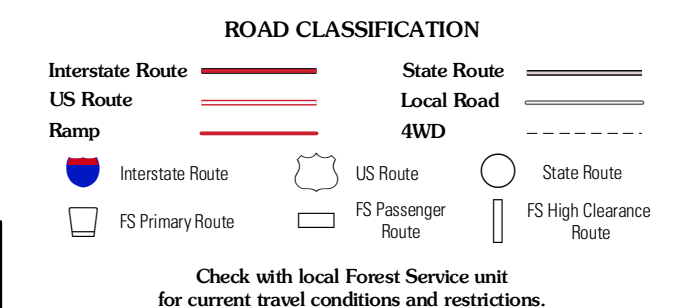 ROAD CLASSIFICATION
Interstate Route
State Route
US Route
Local Road
Ramp
4WD
Interstate Route
US Route
State Route
FS Primary Route
FS Passenger
Route
FS High Clearance
Route
Check with local Forest Service unit
for current travel conditions and restrictions.